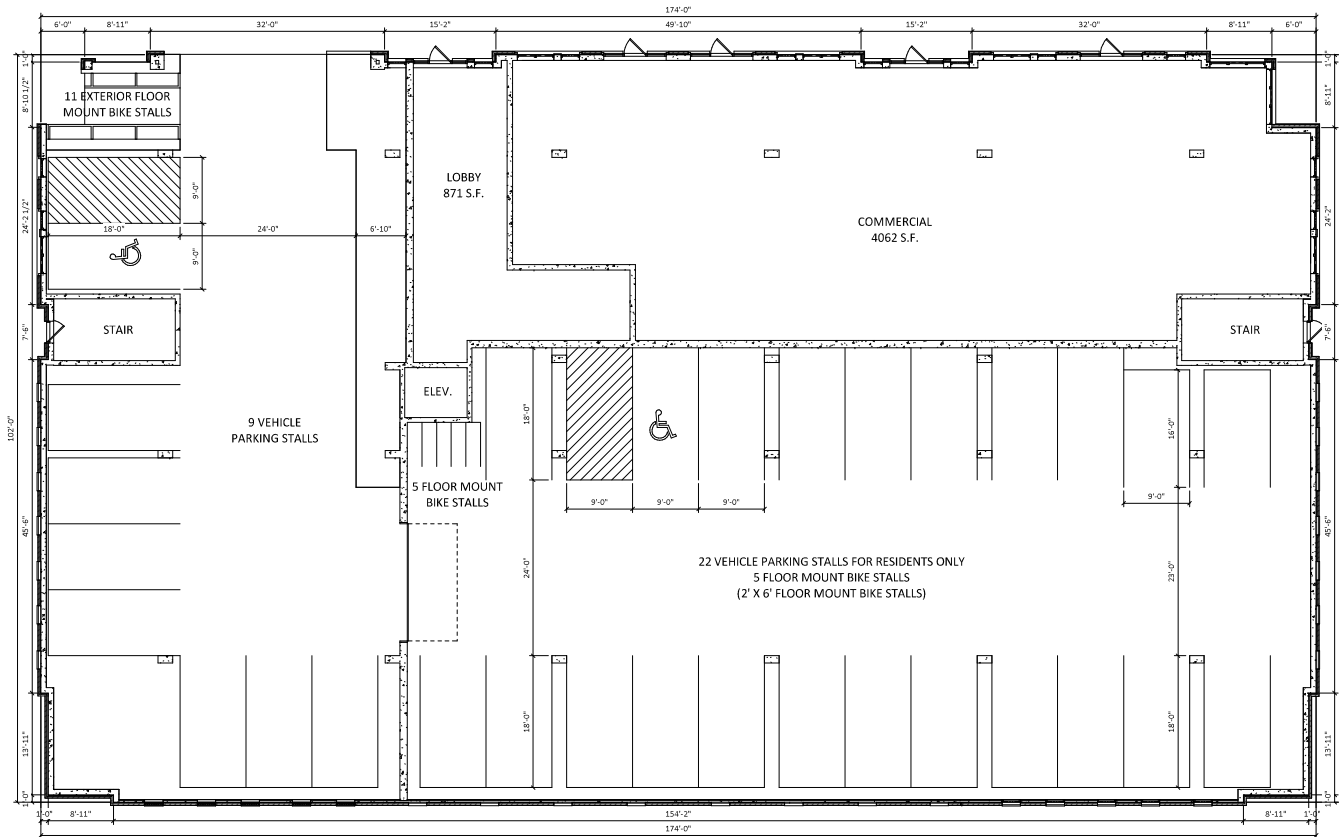 174'-0"
6'-0"
8'-11"
32'-0"
15'-2"
49'-10"
15'-2"
32'-0"
8'-11"
6'-0"
1'-0"
8'-10 1/2"
24'-2 1/2"
7'-6"
102'-0"
45'-6"
13'-11"
1'-0"
11 EXTERIOR FLOOR
MOUNT BIKE STALLS
9'-0"
18'-0"
24'-0"
6'-10"
9'-0"
STAIR
LOBBY
871 S.F.
COMMERCIAL
4062 S.F.
STAIR
1'-0"
8'-11"
24'-2"
7'-6"
45'-6"
13'-11"
1'-0"
ELEV.
9 VEHICLE
PARKING STALLS
18'-0"
16'-0"
5 FLOOR MOUNT
BIKE STALLS
9'-0"
9'-0"
9'-0"
9'-0"
24'-0"
22 VEHICLE PARKING STALLS FOR RESIDENTS ONLY
5 FLOOR MOUNT BIKE STALLS
(2' X 6' FLOOR MOUNT BIKE STALLS)
23'-0"
18'-0"
18'-0"
1'-0"
8'-11"
154'-2"
8'-11"
1'-0"
174'-0"